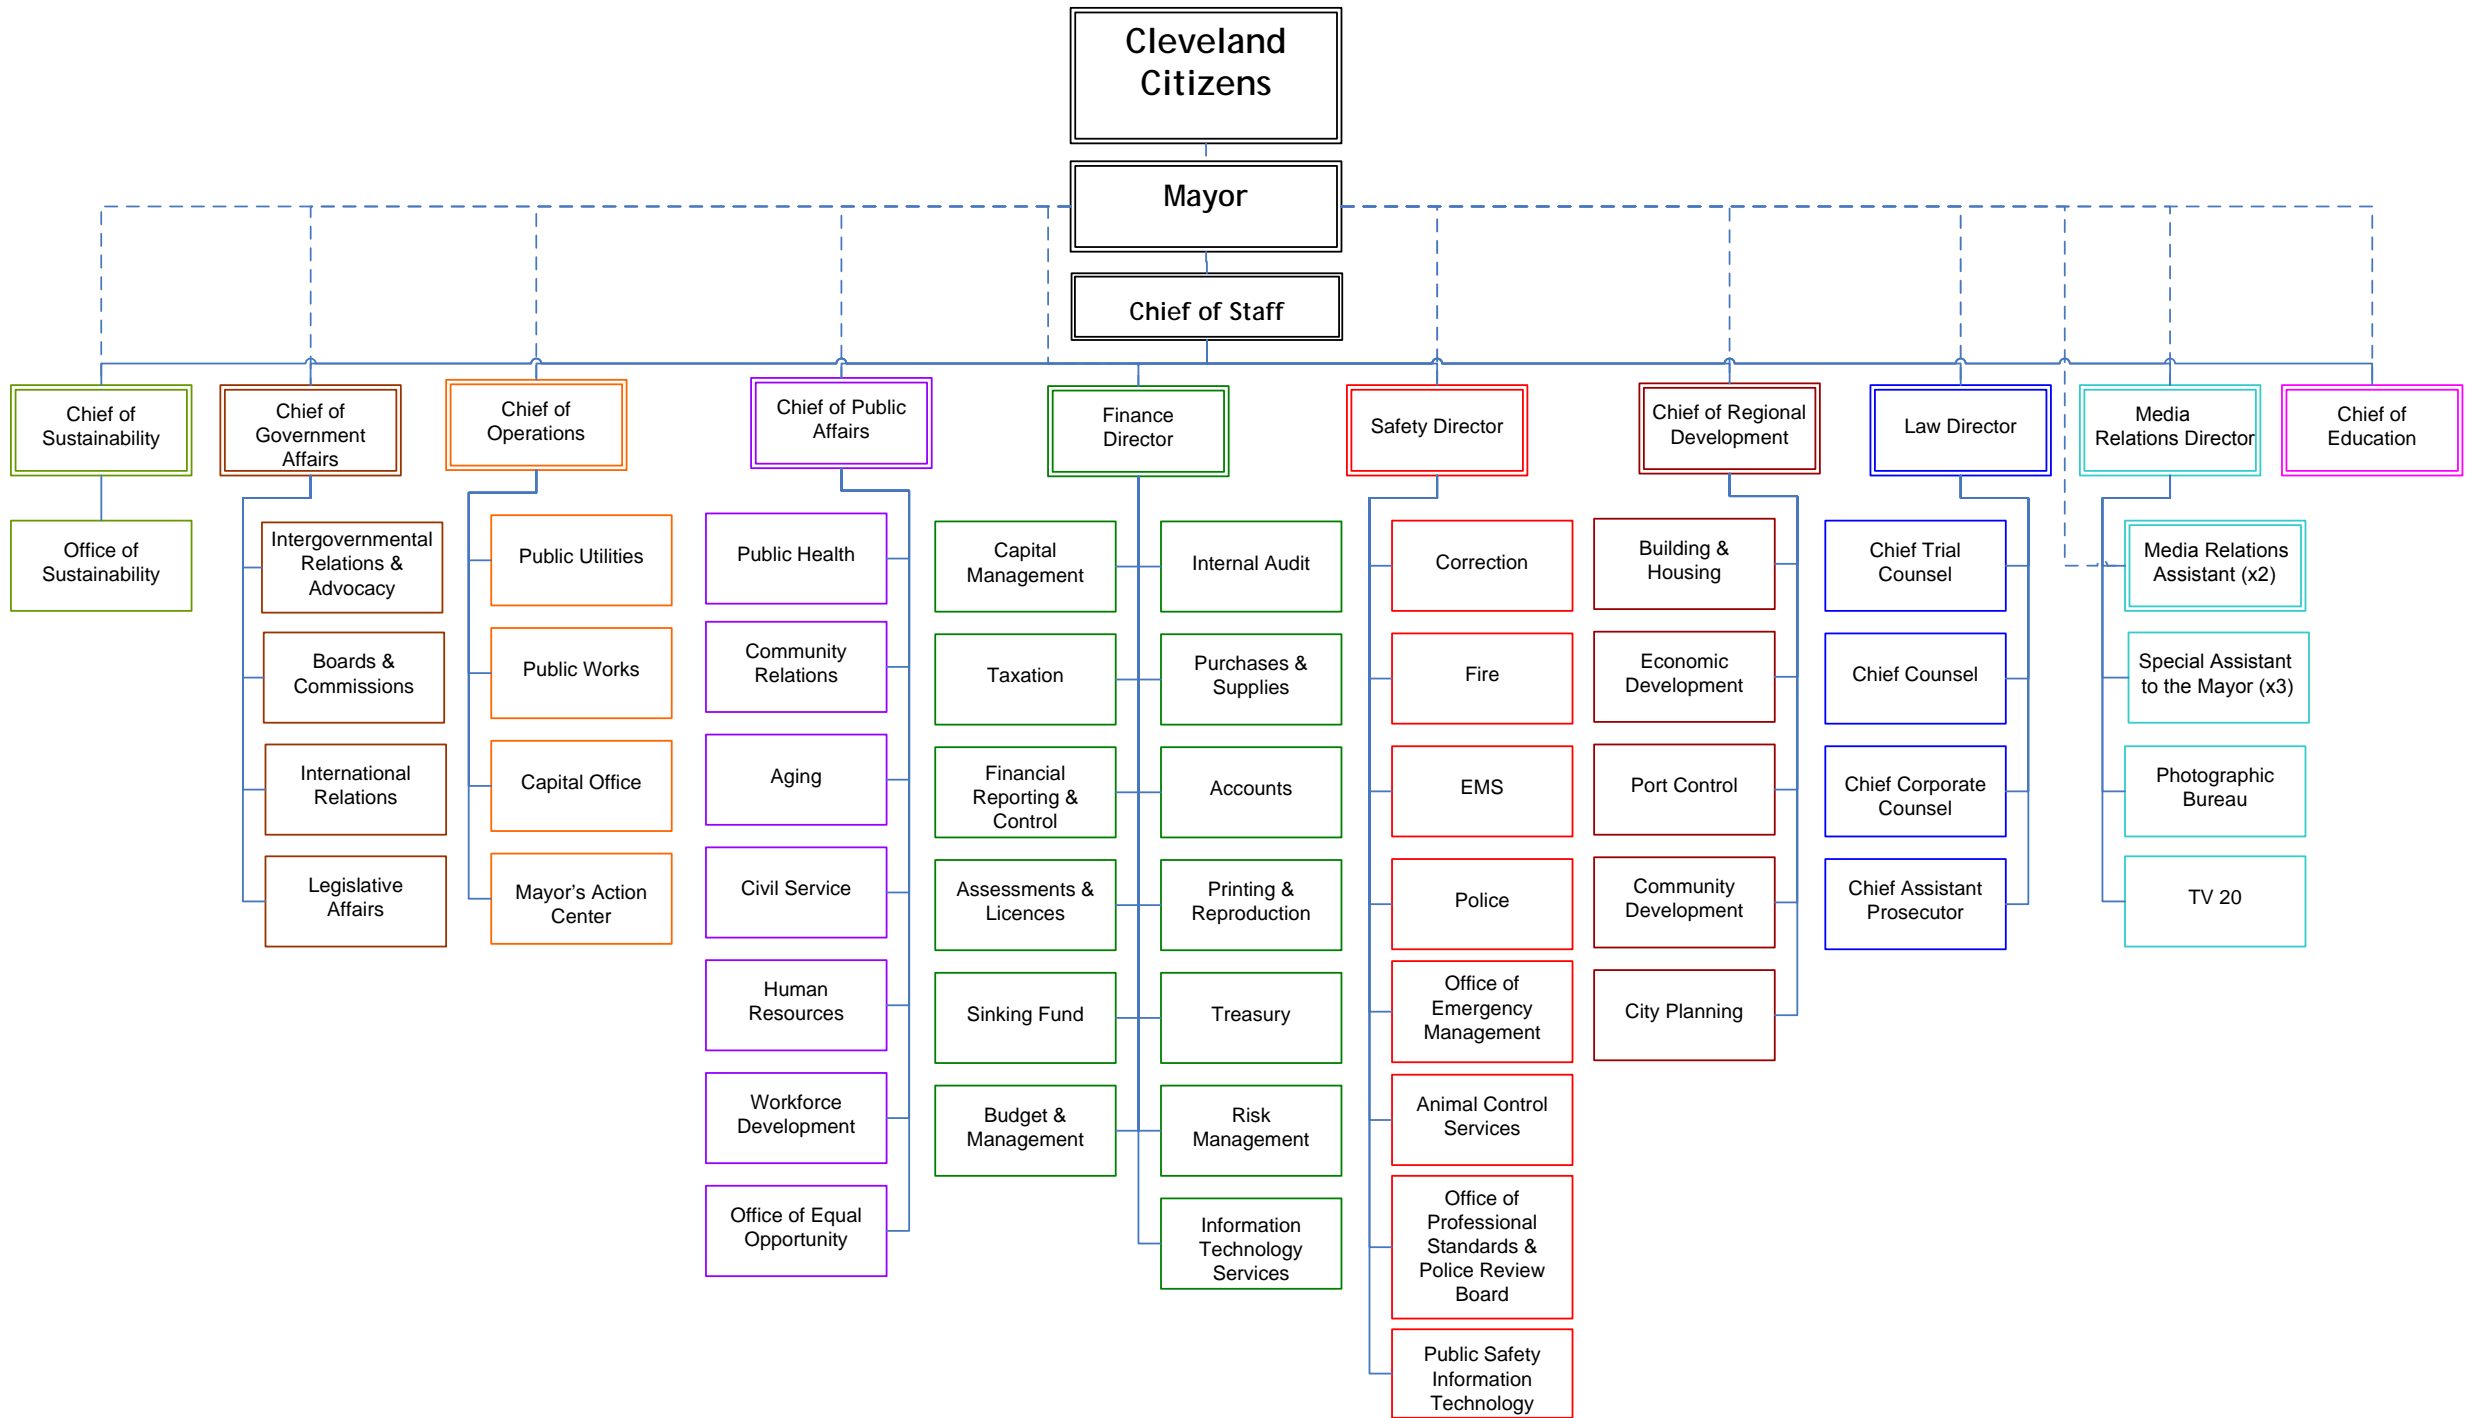 Cleveland
Citizens
Mayor
Chief of Staff
Chief of
Sustainability
Chief of
Government
Affairs
Chief of
Operations
Chief of Public
Affairs
Finance
Director
Safety Director
Chief of Regional
Development
Law Director
Media
Relations Director
Chief of
Education
Office of
Sustainability
Intergovernmental
Relations &
Advocacy
Boards &
Commissions
International
Relations
Legislative
Affairs
Public Utilities
Public Works
Capital Office
Mayor’s Action
Center
Public Health
Community
Relations
Aging
Civil Service
Human
Resources
Workforce
Development
Office of Equal
Opportunity
Capital
Management
Taxation
Financial
Reporting &
Control
Assessments &
Licences
Sinking Fund
Budget &
Management
Internal Audit
Purchases &
Supplies
Accounts
Printing &
Reproduction
Treasury
Risk
Management
Information
Technology
Services
Correction
Fire
EMS
Police
Office of
Emergency
Management
Animal Control
Services
Office of
Professional
Standards &
Police Review
Board
Public Safety
Information
Technology
Building &
Housing
Economic
Development
Port Control
Community
Development
City Planning
Chief Trial
Counsel
Chief Counsel
Chief Corporate
Counsel
Chief Assistant
Prosecutor
Media Relations
Assistant (x2)
Special Assistant
to the Mayor (x3)
Photographic
Bureau
TV 20